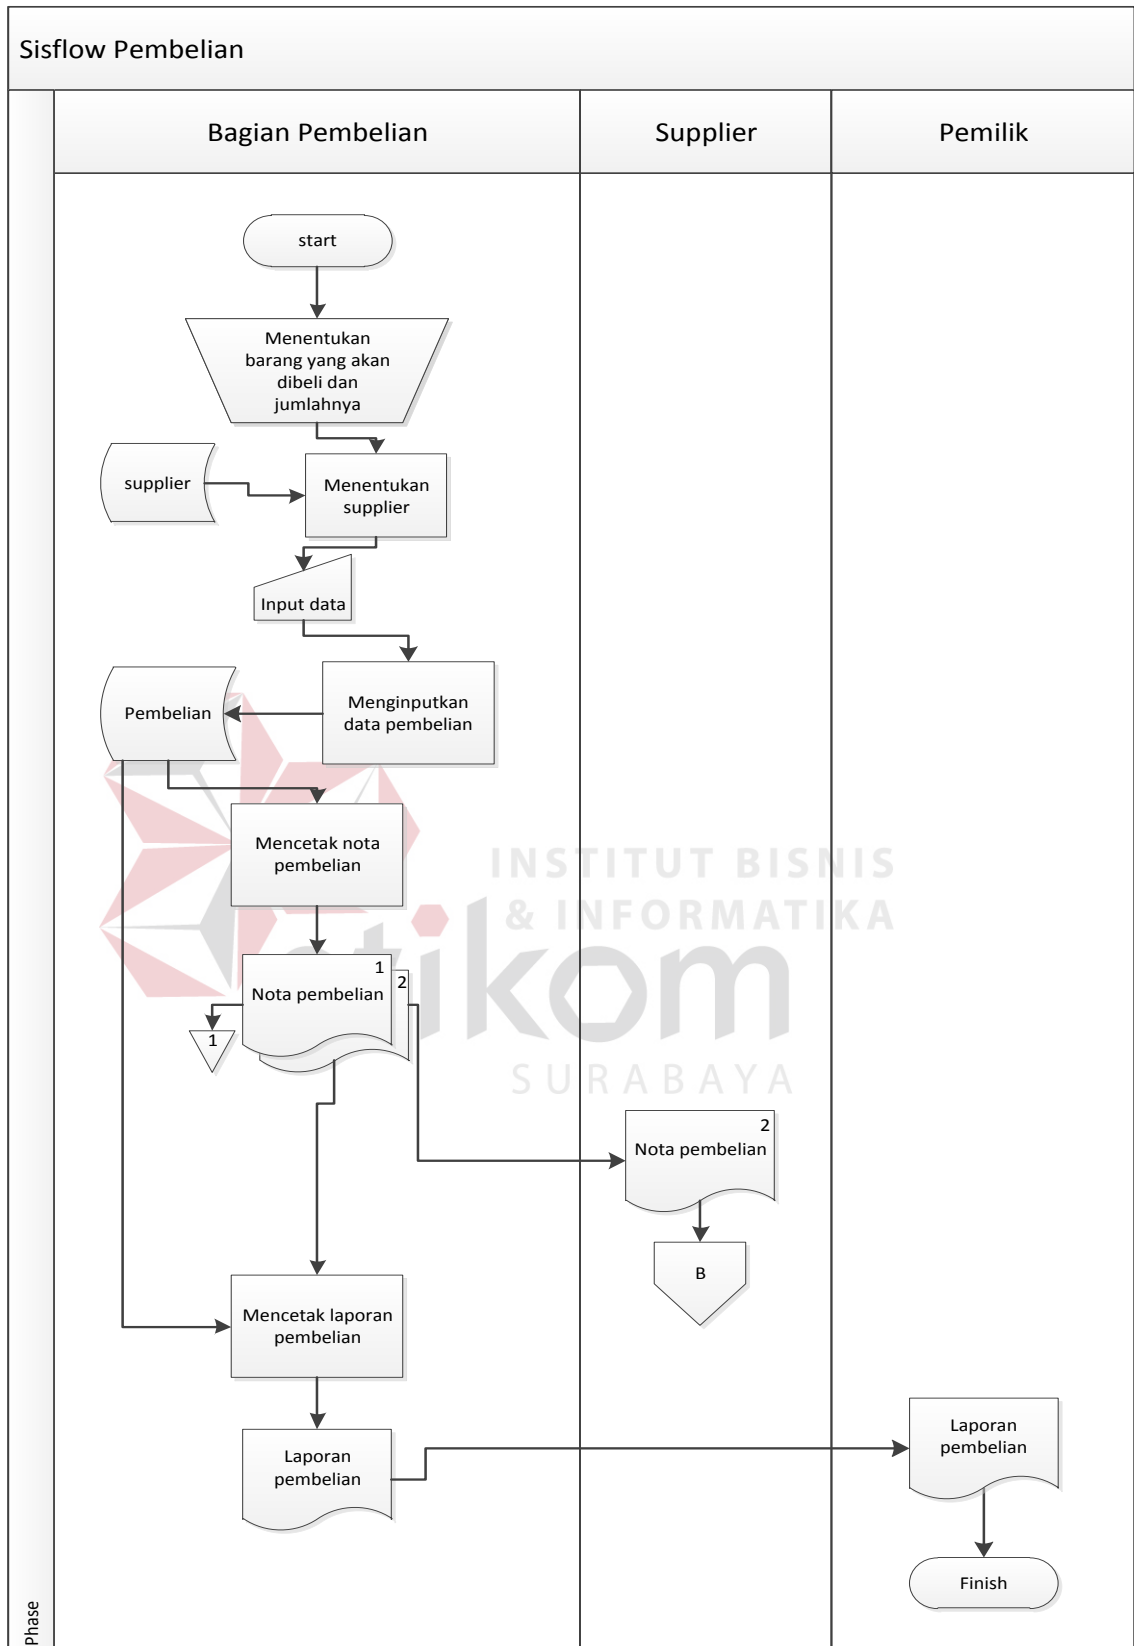 Sisflow Pembelian
Bagian Pembelian
Supplier
Pemilik
start
Menentukan
barang yang akan
dibeli dan
jumlahnya
supplier
Menentukan
supplier
Input data
Pembelian
Menginputkan
data pembelian
Mencetak nota
pembelian
INSTITUT BISNIS
& INFORMATIKA
stikom
SURABAYA
1
2
Nota pembelian
1
2
Nota pembelian
B
Mencetak laporan
pembelian
Laporan
pembelian
Laporan
pembelian
Finish
Phase